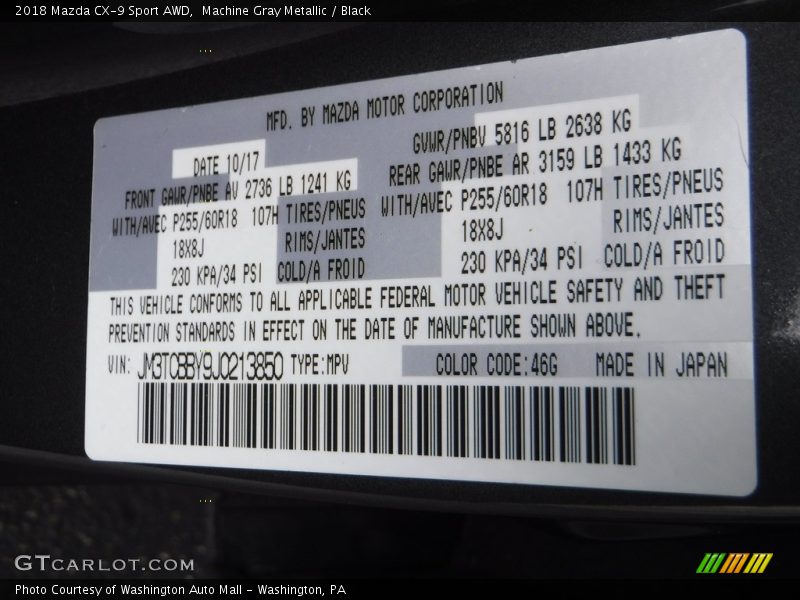 2018 Mazda CX-9 Sport AWD,  Machine Gray Metallic / Black
MFD. BY MAZDA MOTOR CORPORATION
DATE 10/17
GVWR/PNBV 5816 LB 2638 KG
FRONT GAWR/PNBE AV 2736 LB 1241 KG
REAR GAWR/PNBE AR 3159 LB 1433 KG
WITH/AVEC P255/60R18 107H TIRES/PNEUS
WITH/AVEC P255/60R18 107H TIRES/PNEUS
18X8J RIMS/JANTES
18X8J RIMS/JANTES
230 KPA/34 PSI COLD/A FROID
230 KPA/34 PSI COLD/A FROID
THIS VEHICLE CONFORMS TO ALL APPLICABLE FEDERAL MOTOR VEHICLE SAFETY AND THEFT
PREVENTION STANDARDS IN EFFECT ON THE DATE OF MANUFACTURE SHOWN ABOVE.
VIN: JM3TCBBY9J0213850 TYPE:MPV COLOR CODE:46G MADE IN JAPAN
GTCARLOT.COM
Photo Courtesy of Washington Auto Mall - Washington, PA